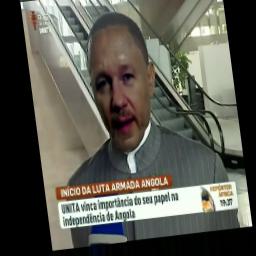 INÍCIO DA LUTA ARMADA ANGOLA
UNITA vinca importância do seu papel na
independência de Angola
REPÓRTER
ÁFRICA
19:37